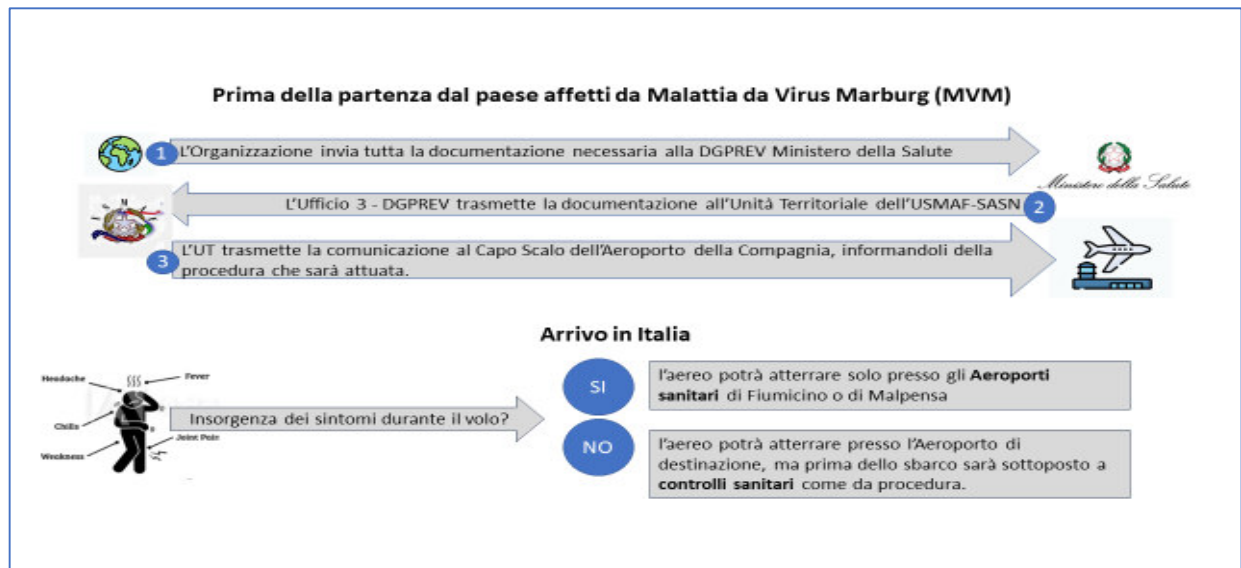 Prima della partenza dal paese affetti da Malattia da Virus Marburg (MVM)
1 L'Organizzazione invia tutta la documentazione necessaria alla DGPREV Ministero della Salute
Ministero della Salute
L'Ufficio 3 - DGPREV trasmette la documentazione all'Unità Territoriale dell'USMAF-SASN 2
3 L'UT trasmette la comunicazione al Capo Scalo dell'Aeroporto della Compagnia, informandoli della
procedura che sarà attuata.
Arrivo in Italia
Headache
Fever
Chills
Joint Pain
Weakness
Insorgenza dei sintomi durante il volo?
SI
l'aereo potrà atterrare solo presso gli Aeroporti
sanitari di Fiumicino o di Malpensa
NO
l'aereo potrà atterrare presso l'Aeroporto di
destinazione, ma prima dello sbarco sarà sottoposto a
controlli sanitari come da procedura.